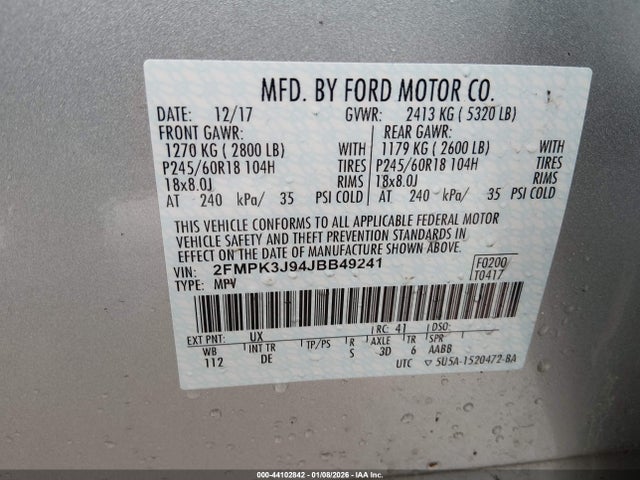 MFD. BY FORD MOTOR CO.
DATE: 12/17 GVWR: 2413 KG ( 5320 LB)
FRONT GAWR: REAR GAWR:
1270 KG ( 2800 LB) WITH 1179 KG ( 2600 LB) WITH
P245/60R18 104H TIRES P245/60R18 104H TIRES
18x8.0J RIMS 18x8.0J RIMS
AT 240 kPa/ 35 PSI COLD AT 240 kPa/ 35 PSI COLD
THIS VEHICLE CONFORMS TO ALL APPLICABLE FEDERAL MOTOR
VEHICLE SAFETY AND THEFT PREVENTION STANDARDS IN
EFFECT ON THE DATE OF MANUFACTURE SHOWN ABOVE.
VIN: 2FMPK3J94JBB49241 F0200
TYPE: MPV T0417
EXT PNT: UX RC: 41 DSO:
WB INT TR TP/PS R AXLE TR SPR
112 DE S 3D 6 AABB
UTC ▽ 5U5A-1520472-BA
000-44102842 - 01/08/2026 - IAAI, INC.